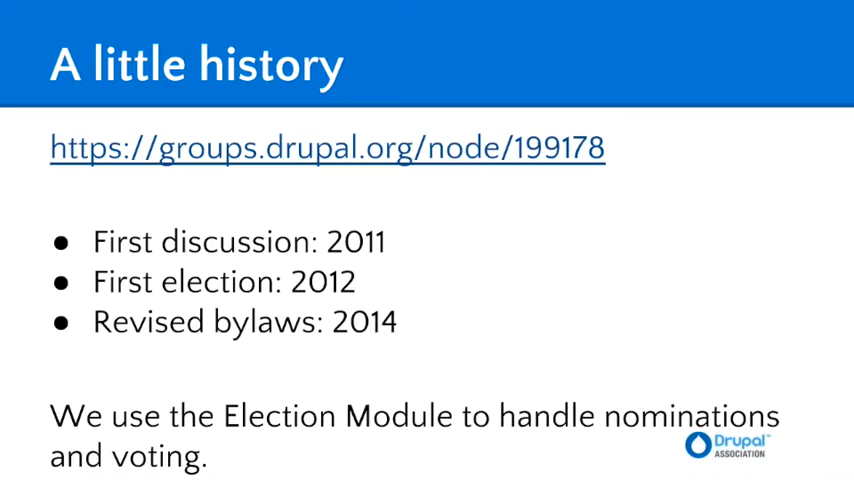 A little history
https://groups.drupal.org/node/199178
● First discussion: 2011
● First election: 2012
● Revised bylaws: 2014
We use the Election Module to handle nominations
and voting.
Drupal™
ASSOCIATION